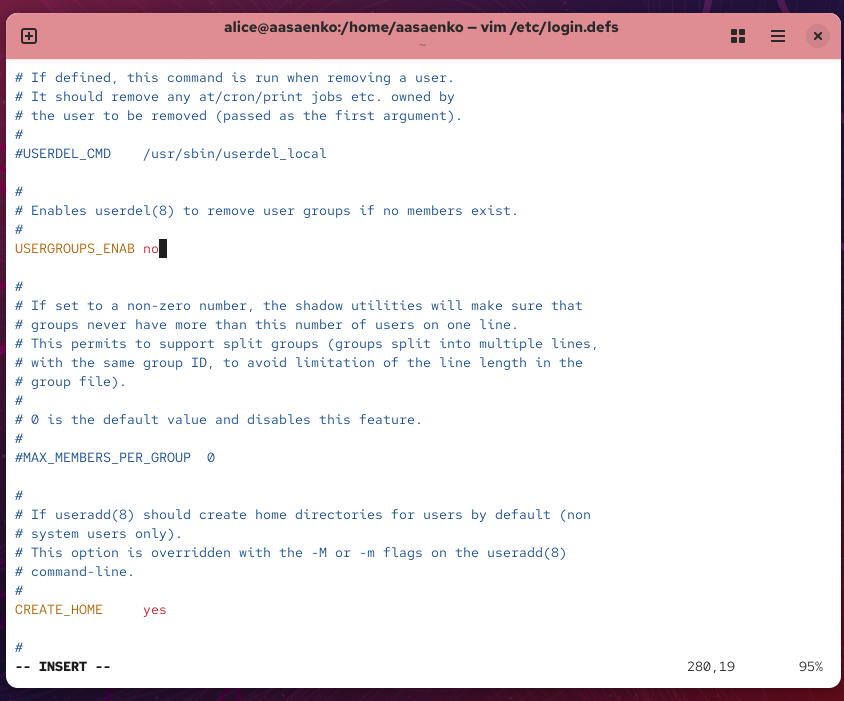 alice@aasaenko:/home/aasaenko — vim /etc/login.defs
~
# If defined, this command is run when removing a user.
# It should remove any at/cron/print jobs etc. owned by
# the user to be removed (passed as the first argument).
#
#USERDEL_CMD    /usr/sbin/userdel_local

#
# Enables userdel(8) to remove user groups if no members exist.
#
USERGROUPS_ENAB no

#
# If set to a non-zero number, the shadow utilities will make sure that
# groups never have more than this number of users on one line.
# This permits to support split groups (groups split into multiple lines,
# with the same group ID, to avoid limitation of the line length in the
# group file).
#
# 0 is the default value and disables this feature.
#
#MAX_MEMBERS_PER_GROUP  0

#
# If useradd(8) should create home directories for users by default (non
# system users only).
# This option is overridden with the -M or -m flags on the useradd(8)
# command-line.
#
CREATE_HOME     yes

#
-- INSERT --    280,19    95%